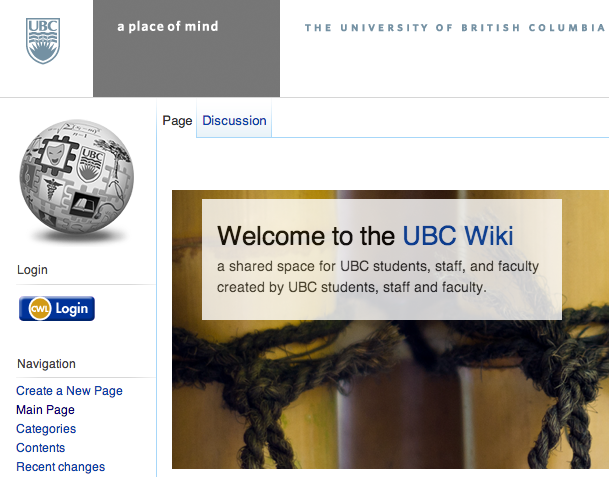 UBC
a place of mind
THE UNIVERSITY OF BRITISH COLUMBIA
Page
Discussion
UBC
Welcome to the UBC Wiki
a shared space for UBC students, staff, and faculty
created by UBC students, staff and faculty.
Login
CWL Login
Navigation
Create a New Page
Main Page
Categories
Contents
Recent changes